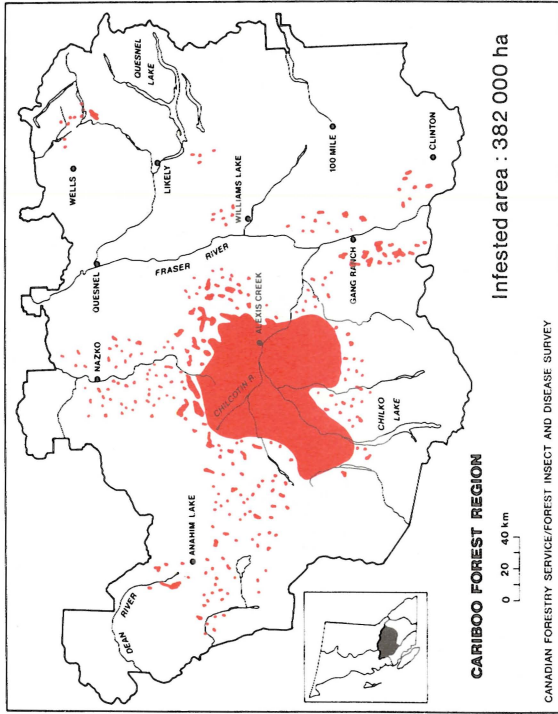 WELLS
QUESNEL
LAKE
LIKELY
QUESNEL
NAZKO
FRASER RIVER
WILLIAMS LAKE
ANAHIM LAKE
DEAN
RIVER
CHILCOTIN R.
ALEXIS CREEK
100 MILE
GANG RANCH
CLINTON
CHILKO
LAKE
CARIBOO FOREST REGION
0 20 40 km
Infested area : 382 000 ha
CANADIAN FORESTRY SERVICE/FOREST INSECT AND DISEASE SURVEY